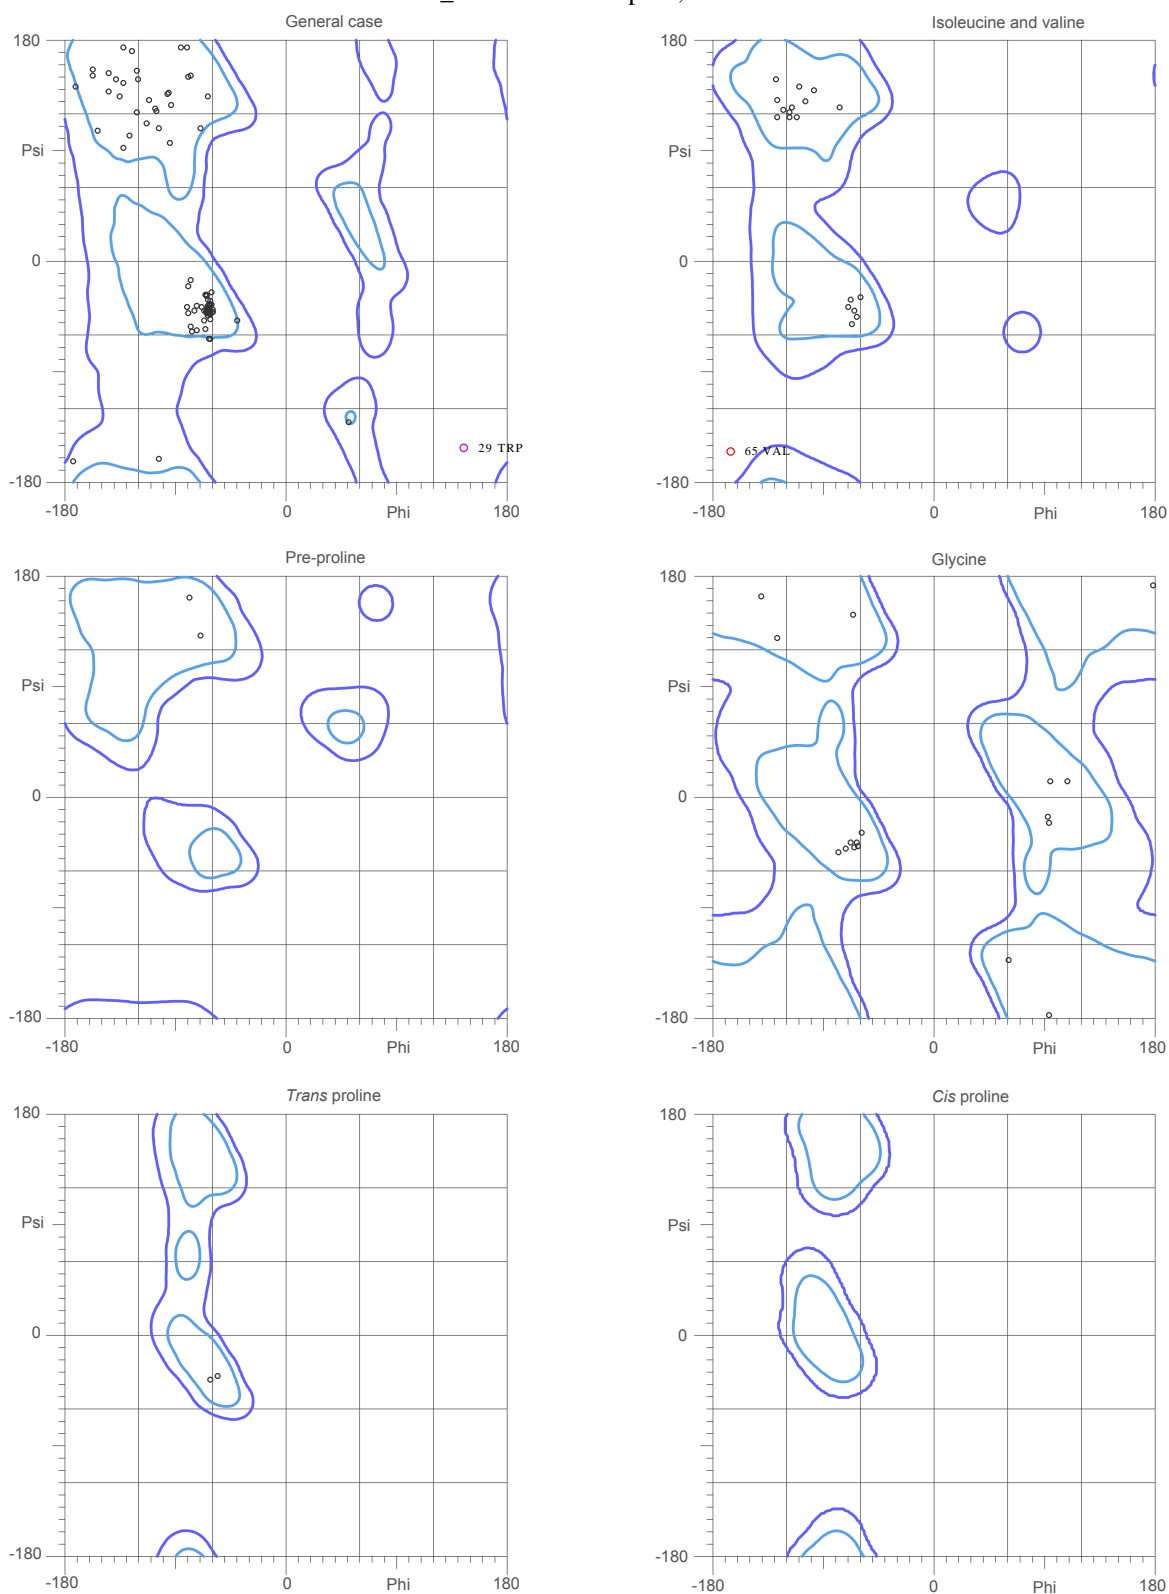 General case
Isoleucine and valine
180
180
Psi
Psi
0
0
29 TRP
65 VAL
-180
-180
-180
0
Phi
180
-180
0
Phi
180
Pre-proline
Glycine
180
180
Psi
Psi
0
0
-180
-180
-180
0
Phi
180
-180
0
Phi
180
Trans proline
Cis proline
180
180
Psi
Psi
0
0
-180
-180
-180
0
Phi
180
-180
0
Phi
180